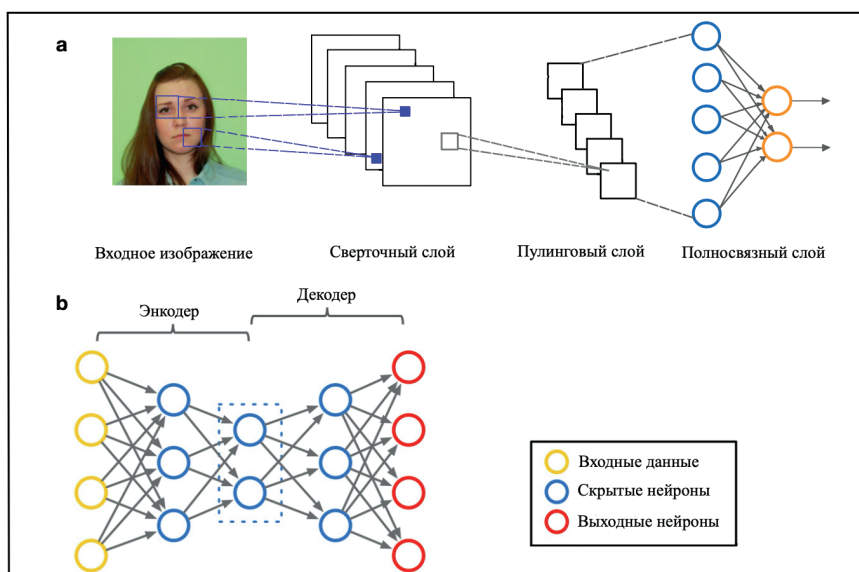 a
Входное изображение
Сверточный слой
Пулинговый слой
Полносвязный слой
b
Энкодер
Декодер
Входные данные
Скрытые нейроны
Выходные нейроны